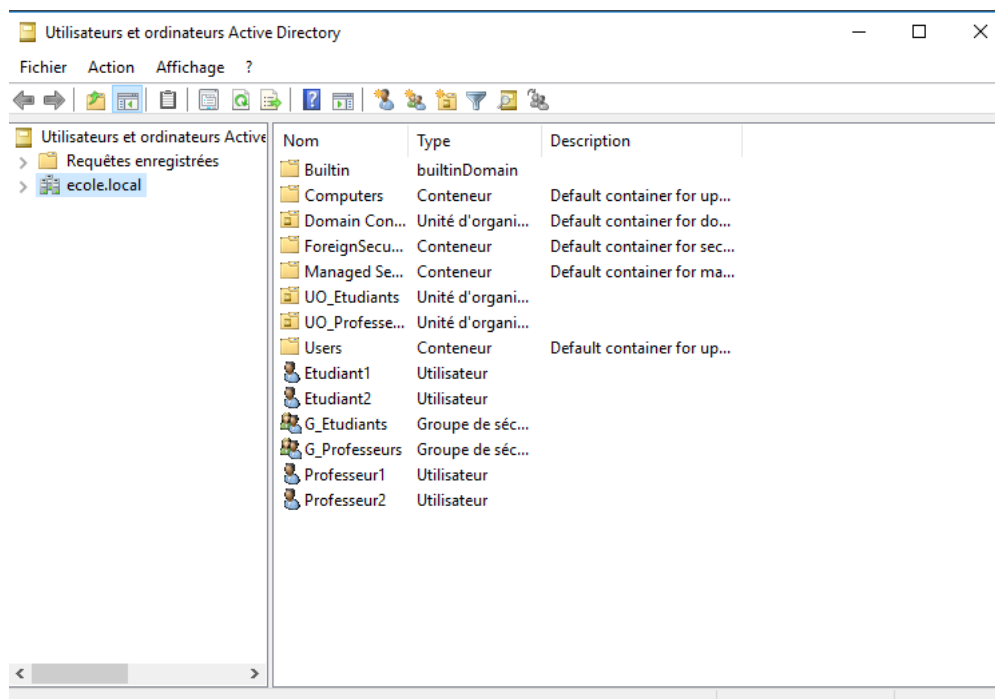 Utilisateurs et ordinateurs Active Directory
Fichier Action Affichage ?
Utilisateurs et ordinateurs Active
Requêtes enregistrées
ecole.local
Nom Type Description
Builtin builtinDomain
Computers Conteneur Default container for up...
Domain Con... Unité d'organi... Default container for do...
ForeignSecu... Conteneur Default container for sec...
Managed Se... Conteneur Default container for ma...
UO_Etudiants Unité d'organi...
UO_Professe... Unité d'organi...
Users Conteneur Default container for up...
Etudiant1 Utilisateur
Etudiant2 Utilisateur
G_Etudiants Groupe de séc...
G_Professeurs Groupe de séc...
Professeur1 Utilisateur
Professeur2 Utilisateur